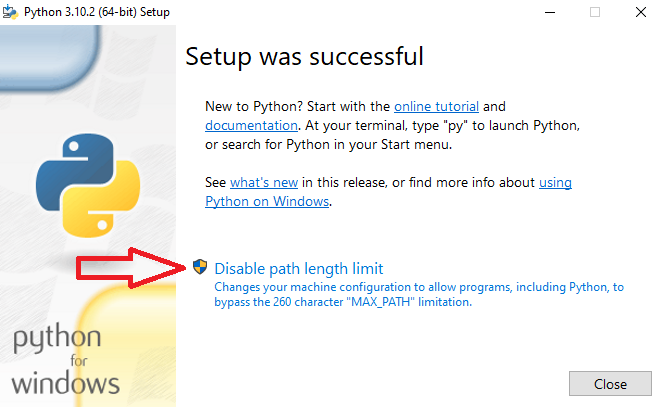 Python 3.10.2 (64-bit) Setup
Setup was successful
New to Python? Start with the online tutorial and
documentation. At your terminal, type "py" to launch Python,
or search for Python in your Start menu.
See what's new in this release, or find more info about using
Python on Windows.
Disable path length limit
Changes your machine configuration to allow programs, including Python, to
bypass the 260 character "MAX_PATH" limitation.
python
for
windows
Close